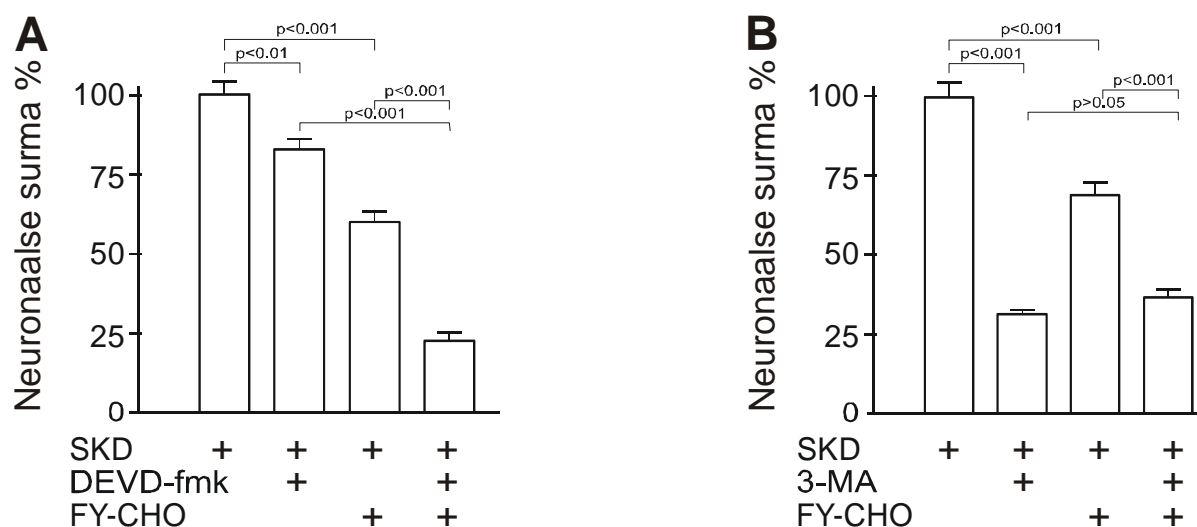 A
Neuronaalse surma %
p<0.001
p<0.01
p<0.001
p<0.001
100
75
50
25
0
SKD + + + +
DEVD-fmk + +
FY-CHO + +
B
Neuronaalse surma %
p<0.001
p<0.001
p<0.001
p>0.05
100
75
50
25
0
SKD + + + +
3-MA + +
FY-CHO + +